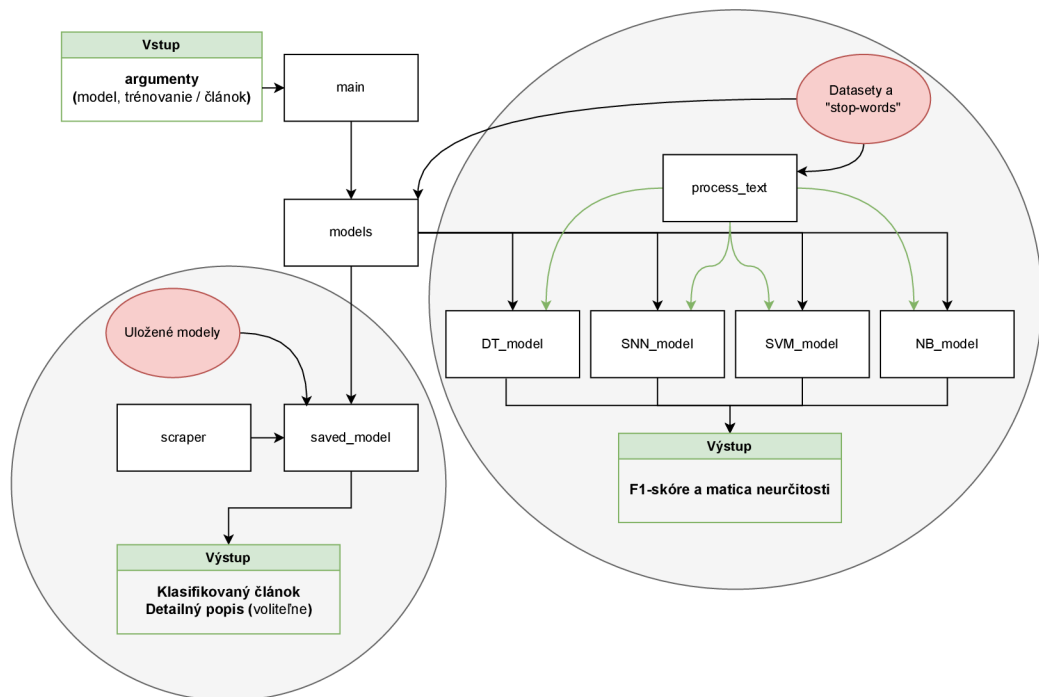 Vstup
argumenty
(model, trénovanie / článok)
main
Datasety a
"stop-words"
process_text
models
Uložené modely
DT_model
SNN_model
SVM_model
NB_model
scraper
saved_model
Výstup
F1-skóre a matica neurčitosti
Výstup
Klasifikovaný článok
Detailný popis (voliteľne)